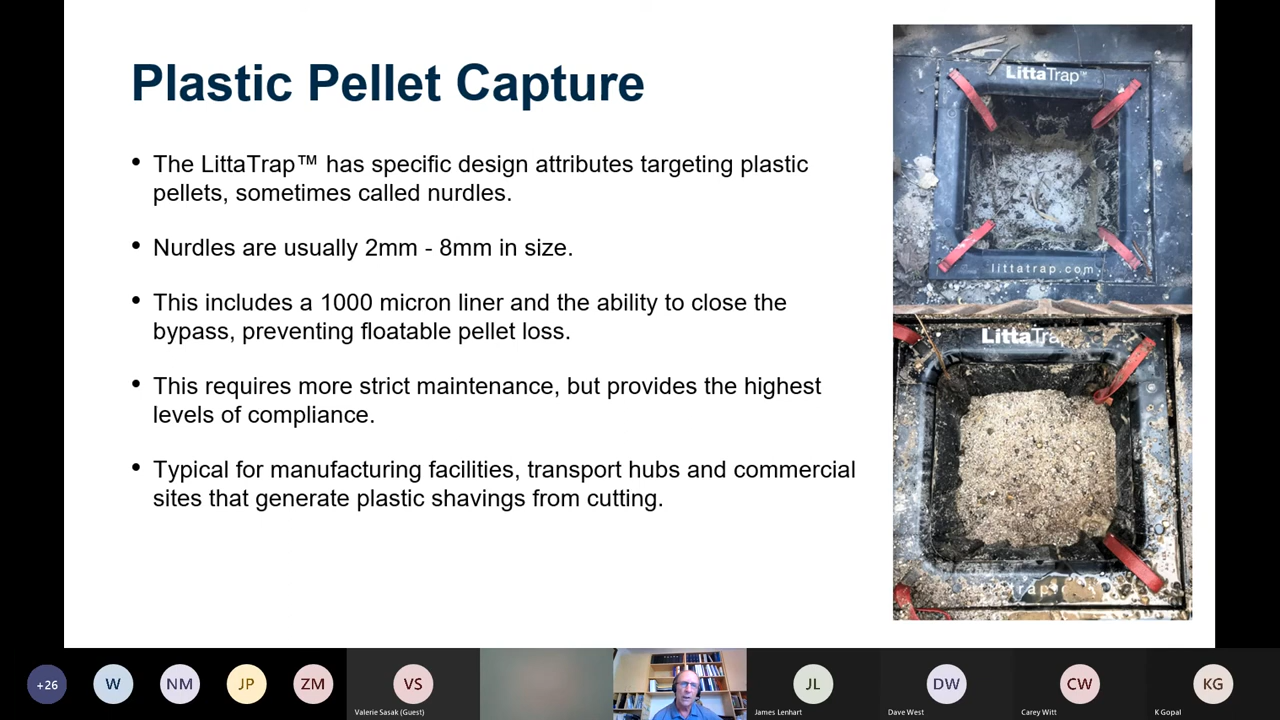 Plastic Pellet Capture
• The LittaTrap™ has specific design attributes targeting plastic
pellets, sometimes called nurdles.
• Nurdles are usually 2mm - 8mm in size.
• This includes a 1000 micron liner and the ability to close the
bypass, preventing floatable pellet loss.
• This requires more strict maintenance, but provides the highest
levels of compliance.
• Typical for manufacturing facilities, transport hubs and commercial
sites that generate plastic shavings from cutting.
LittaTrap™
littatrap.com
LittaTra
+26
W
NM
JP
ZM
VS
Valerie Sasak (Guest)
JL
James Lenhart
DW
Dave West
CW
Carey Witt
KG
K Gopal